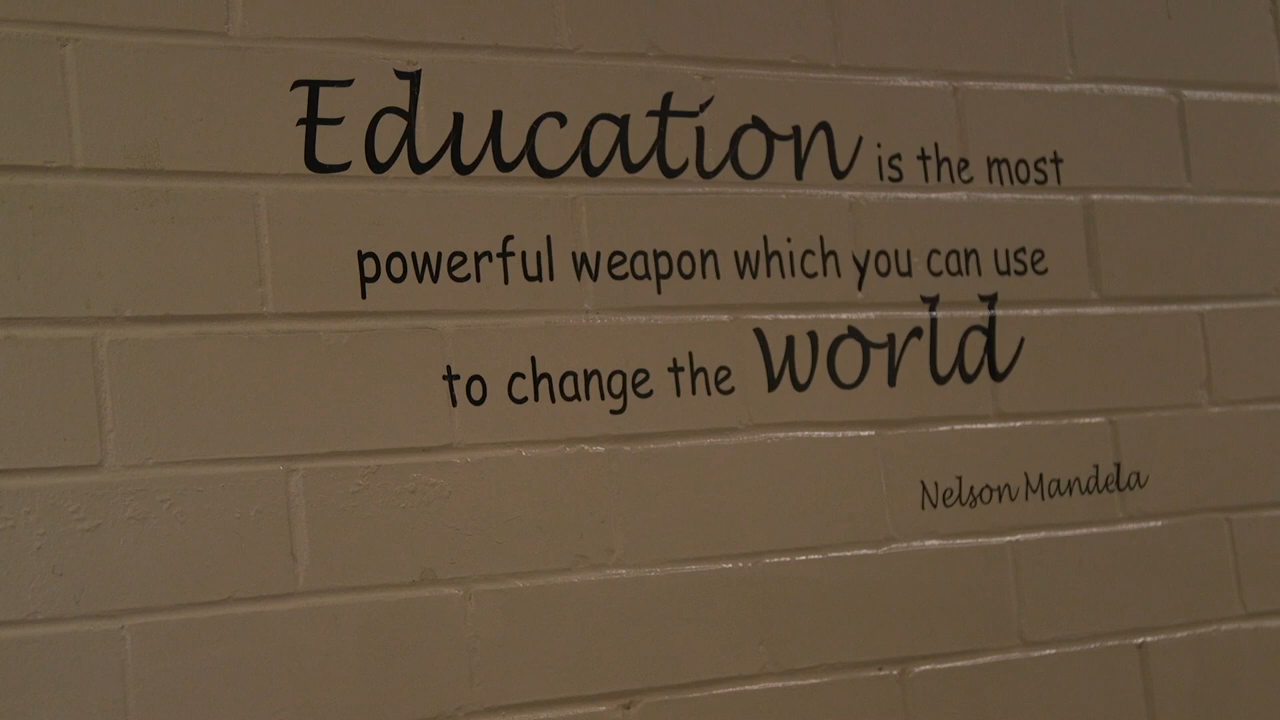 Education is the most
powerful weapon which you can use
to change the world
Nelson Mandela